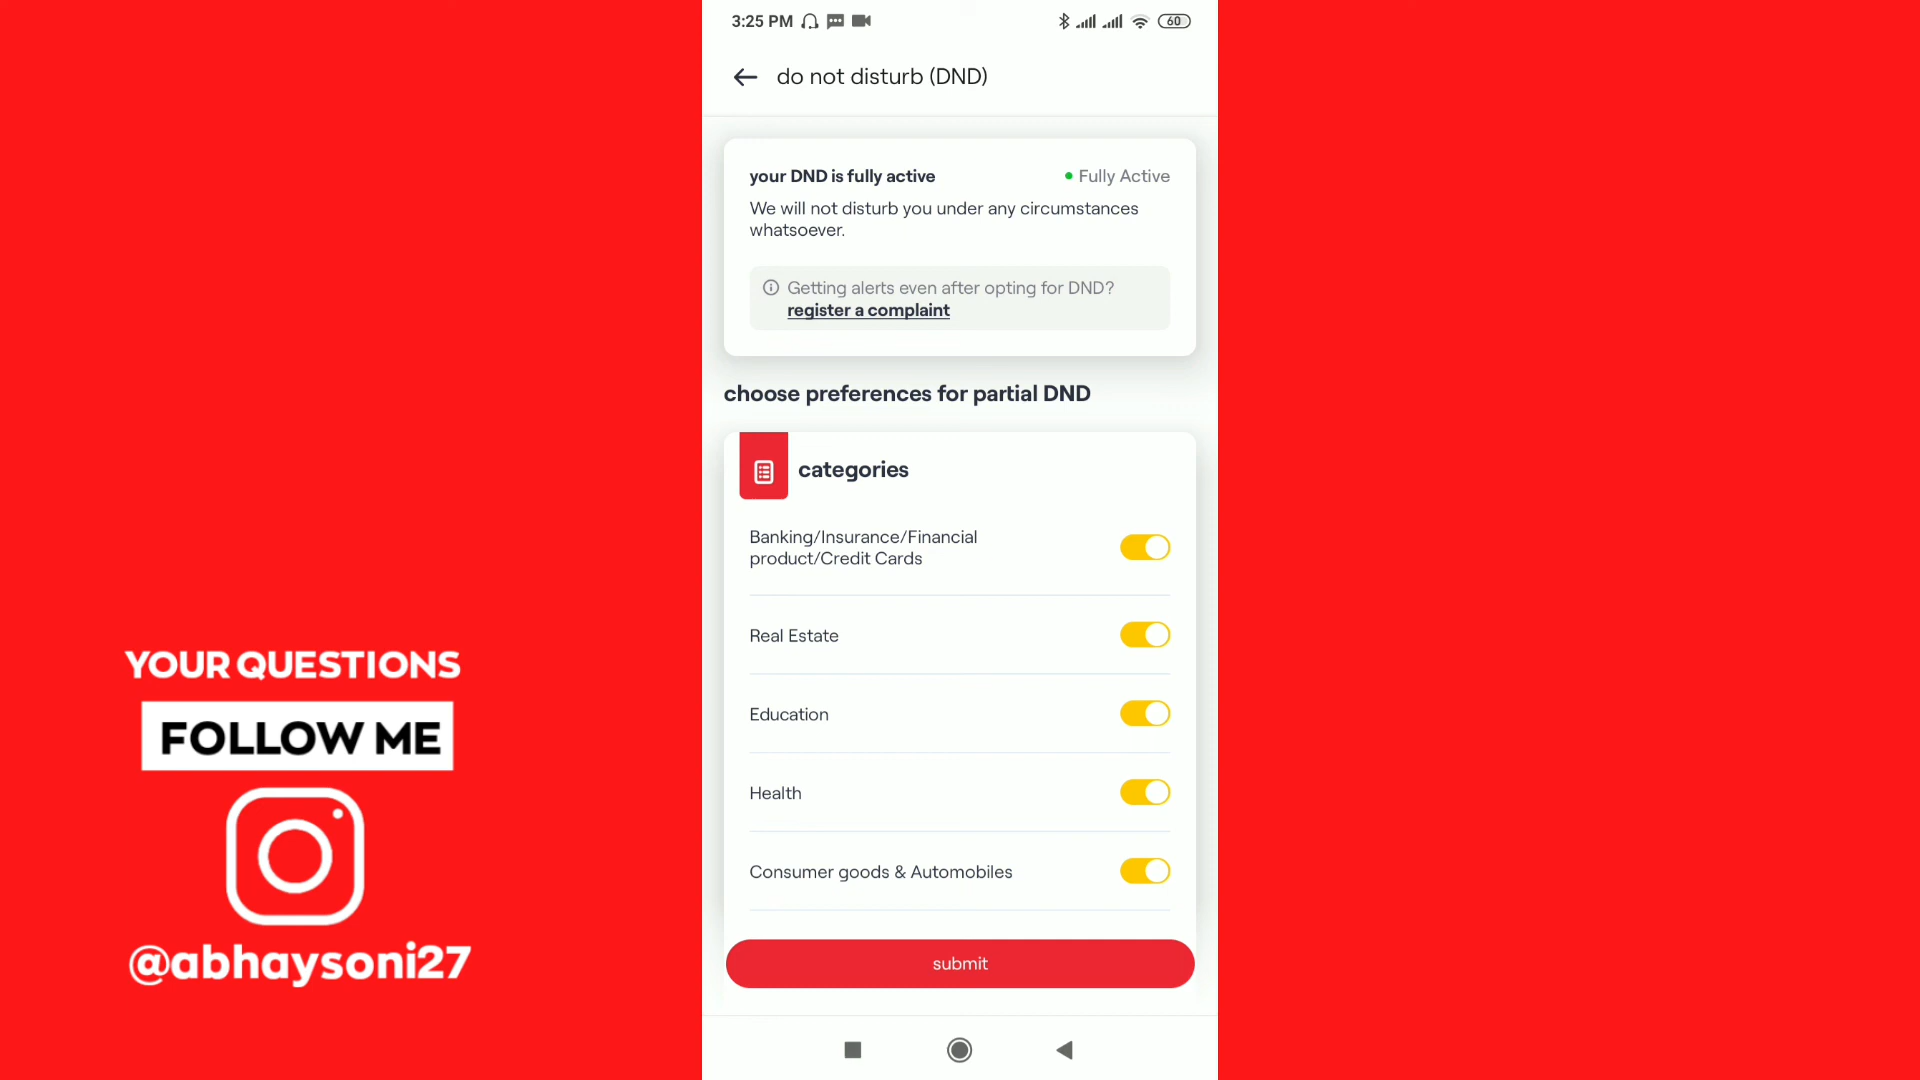 3:25 PM
60
do not disturb (DND)
your DND is fully active
Fully Active
We will not disturb you under any circumstances
whatsoever.
Getting alerts even after opting for DND?
register a complaint
choose preferences for partial DND
categories
Banking/Insurance/Financial
product/Credit Cards
Real Estate
Education
Health
Consumer goods & Automobiles
submit
YOUR QUESTIONS
FOLLOW ME
@abhaysoni27